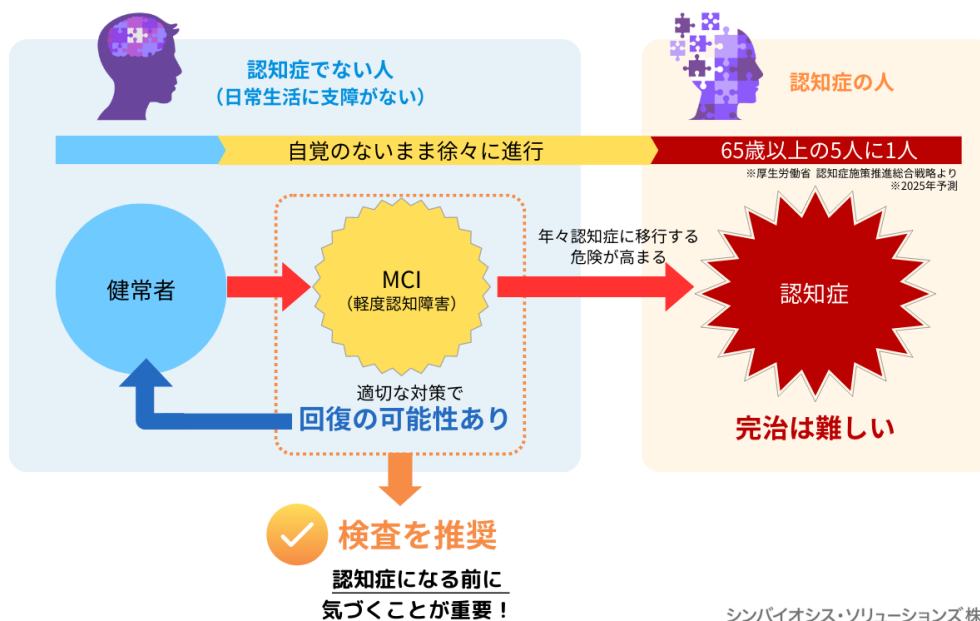 認知症でない人
（日常生活に支障がない）
認知症の人
自覚のないまま徐々に進行
65歳以上の5人に1人
※厚生労働省 認知症施策推進総合戦略より
※2025年予測
健常者
MCI
（軽度認知障害）
年々認知症に移行する
危険が高まる
認知症
適切な対策で
回復の可能性あり
完治は難しい
検査を推奨
認知症になる前に
気づくことが重要！
シンバイオシス・ソリューションズ株